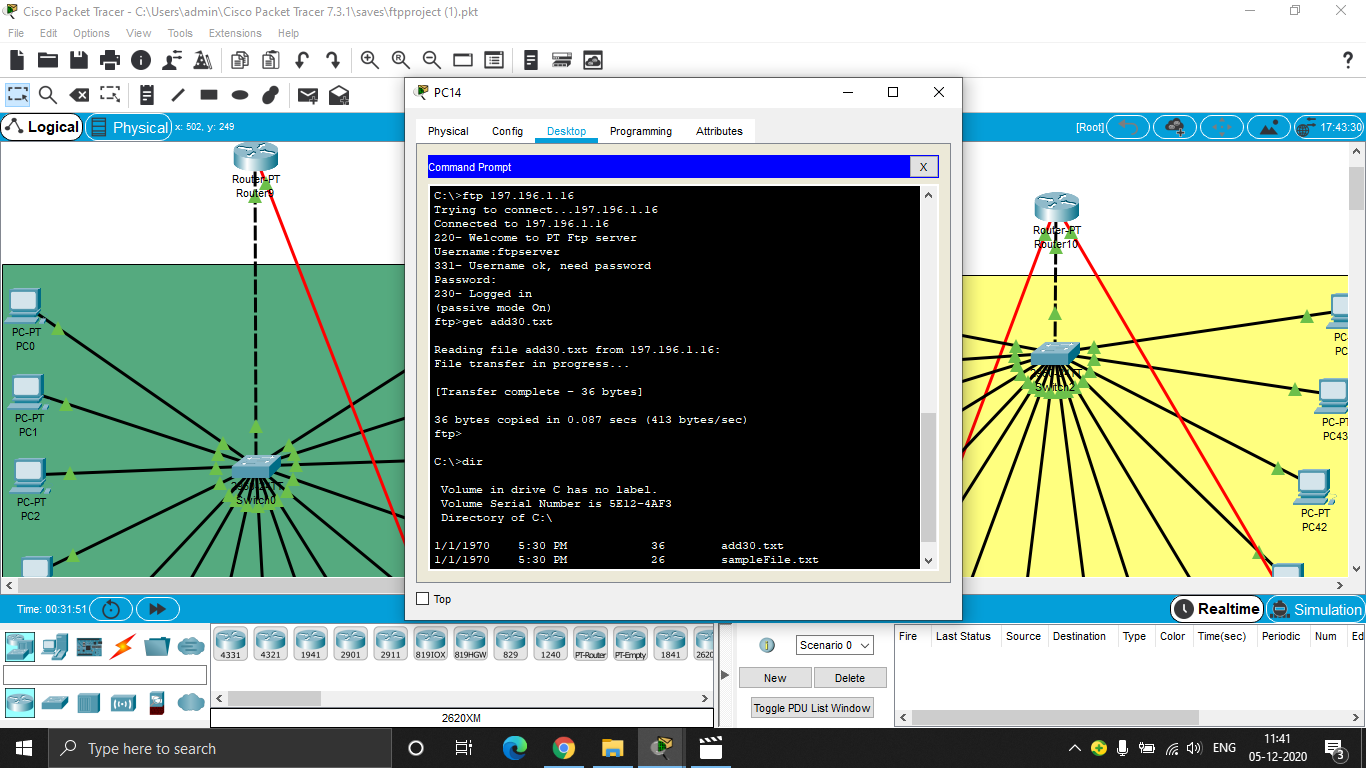 Cisco Packet Tracer - C:\Users\admin\Cisco Packet Tracer 7.3.1\saves\ftpproject (1).pkt
File Edit Options View Tools Extensions Help
Logical
Physical
x: 502, y: 249
[Root]
17:43:30
Router-PT
Router9
PC-PT
PC0
PC-PT
PC1
PC-PT
PC2
Switch0
PC14
Physical Config Desktop Programming Attributes
Command Prompt
X
C:\>ftp 197.196.1.16
Trying to connect...197.196.1.16
Connected to 197.196.1.16
220- Welcome to PT Ftp server
Username:ftpserver
331- Username ok, need password
Password:
230- Logged in
(passive mode On)
ftp>get add30.txt
Reading file add30.txt from 197.196.1.16:
File transfer in progress...
[Transfer complete - 36 bytes]
36 bytes copied in 0.087 secs (413 bytes/sec)
ftp>
C:\>dir
Volume in drive C has no label.
Volume Serial Number is 5E12-4AF3
Directory of C:\
1/1/1970 5:30 PM 36 add30.txt
1/1/1970 5:30 PM 26 sampleFile.txt
Top
Router-PT
Router10
Switch2
PC-
PC
PC-PT
PC43
PC-PT
PC42
Time: 00:31:51
Realtime
Simulation
4331 4321 1941 2901 2911 819IOX 819HGW 829 1240 PT-Router PT-Empty 1841 2620
2620XM
Scenario 0
New Delete
Toggle PDU List Window
Fire Last Status Source Destination Type Color Time(sec) Periodic Num Ed
Type here to search
ENG
11:41
05-12-2020
3